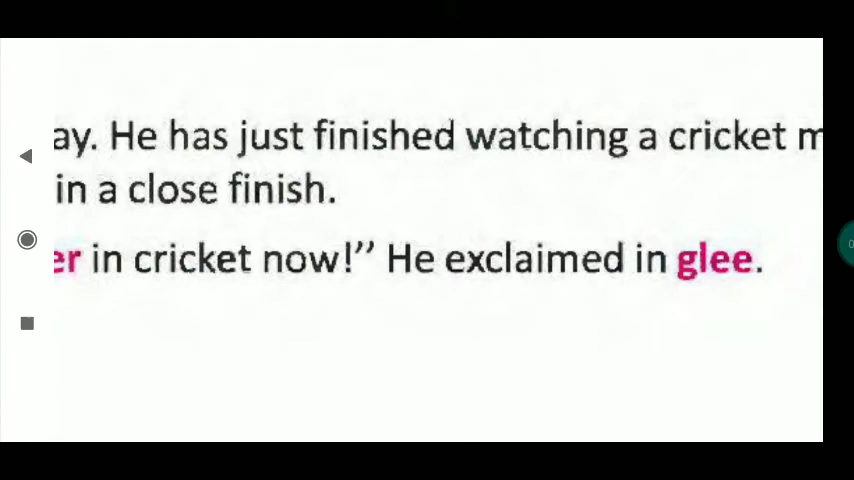 ay. He has just finished watching a cricket m
in a close finish.
er in cricket now!” He exclaimed in glee.